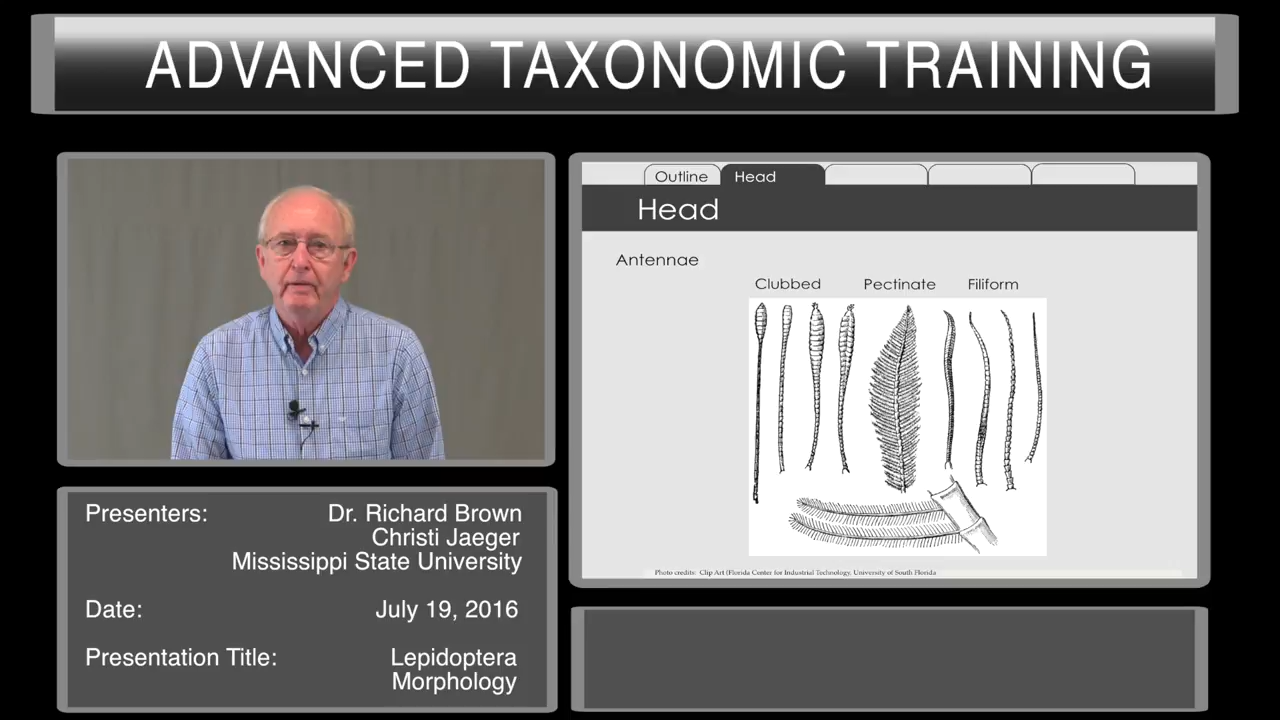 ADVANCED TAXONOMIC TRAINING
Outline
Head
Head
Antennae
Clubbed
Pectinate
Filiform
Photo credits: Clip Art (Florida Center for Industrial Technology, University of South Florida
Presenters: Dr. Richard Brown
Christi Jaeger
Mississippi State University
Date: July 19, 2016
Presentation Title: Lepidoptera
Morphology